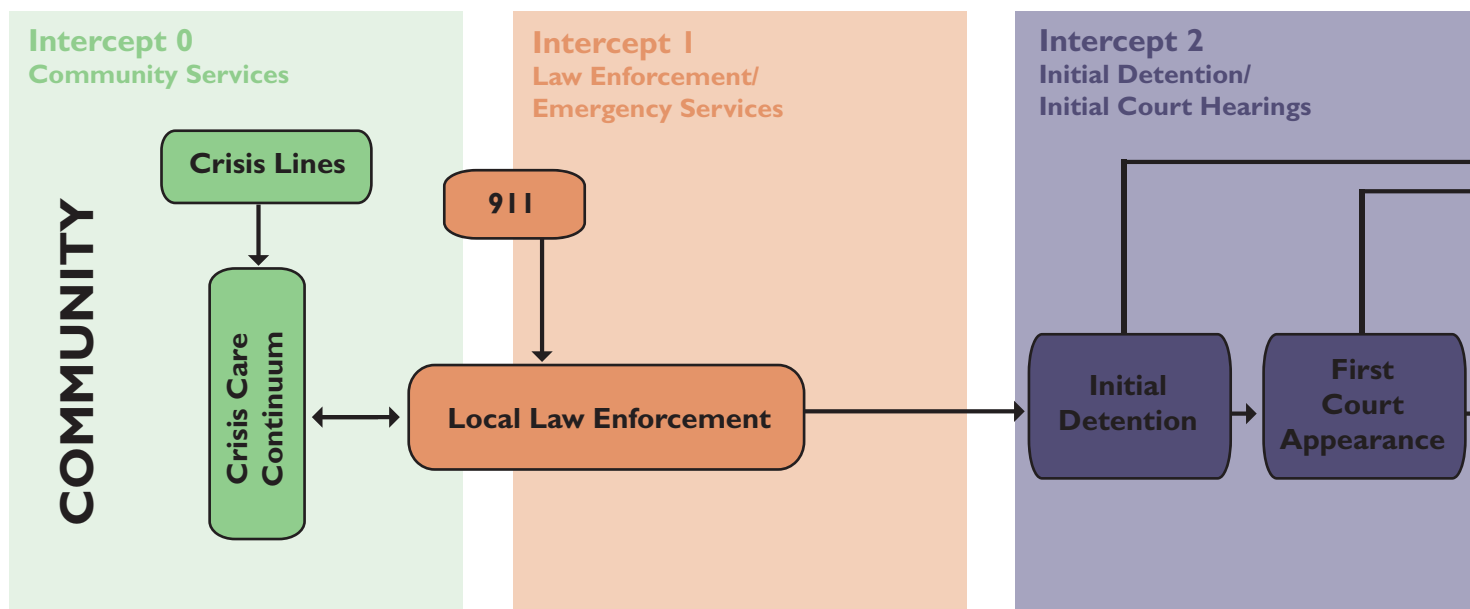 Intercept 0
Community Services
COMMUNITY
Crisis Lines
Crisis Care
Continuum
Intercept 1
Law Enforcement/
Emergency Services
911
Local Law Enforcement
Intercept 2
Initial Detention/
Initial Court Hearings
Initial
Detention
First
Court
Appearance